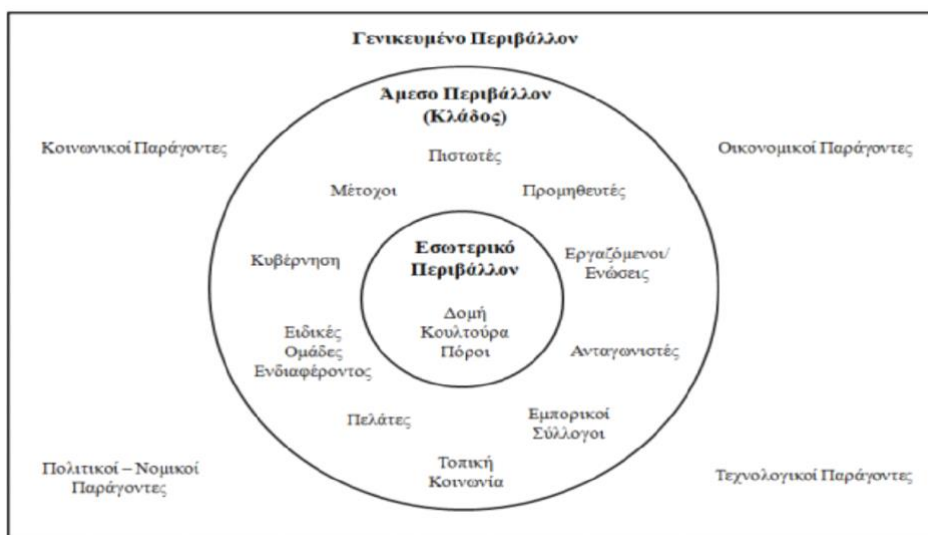 Γενικευμένο Περιβάλλον
Άμεσο Περιβάλλον
(Κλάδος)
Κοινωνικοί Παράγοντες
Οικονομικοί Παράγοντες
Πιστωτές
Μέτοχοι
Προμηθευτές
Εσωτερικό
Περιβάλλον
Κυβέρνηση
Εργαζόμενοι/
Ενώσεις
Δομή
Κουλτούρα
Πόροι
Ειδικές
Ομάδες
Ενδιαφέροντος
Ανταγωνιστές
Πελάτες
Εμπορικοί
Σύλλογοι
Τοπική
Κοινωνία
Πολιτικοί – Νομικοί
Παράγοντες
Τεχνολογικοί Παράγοντες